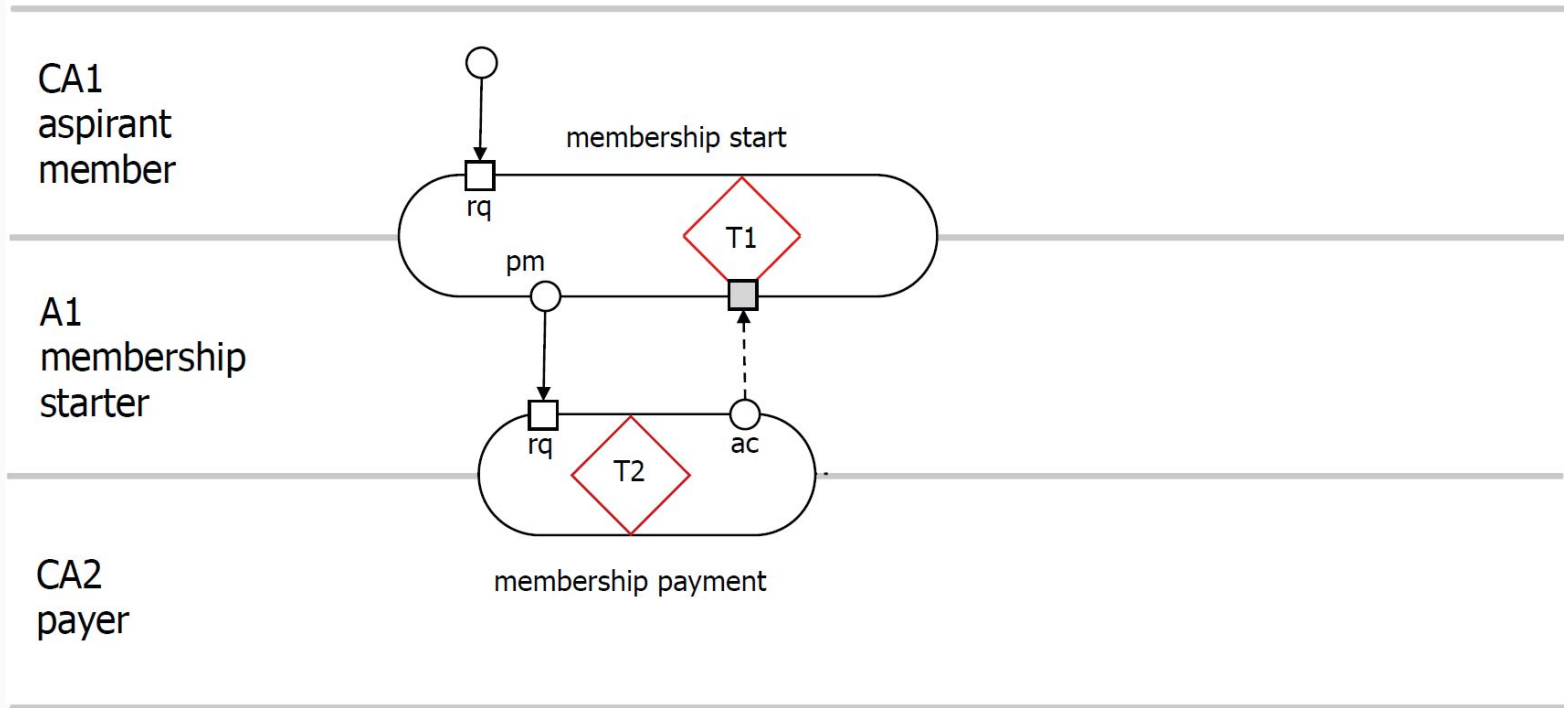 CA1
aspirant
member
membership start
rq
T1
pm
A1
membership
starter
rq
T2
ac
membership payment
CA2
payer